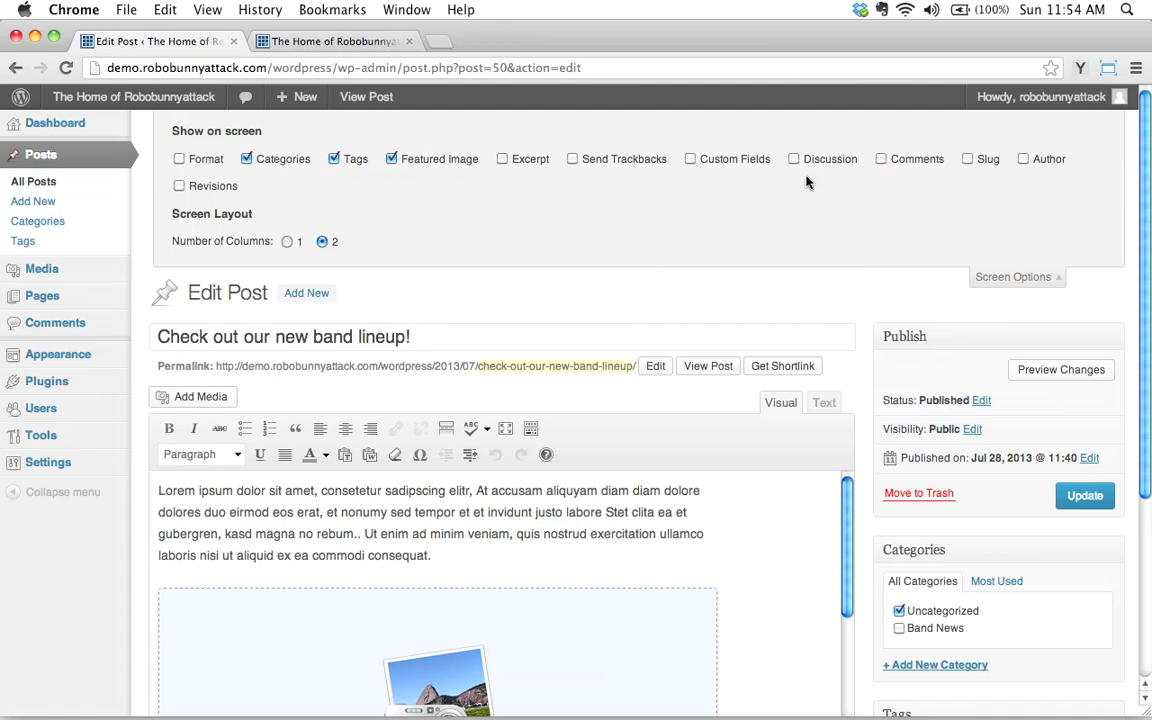 Chrome File Edit View History Bookmarks Window Help (100%) Sun 11:54 AM
Edit Post ‹ The Home of Ro The Home of Robobunnyat
demo.robobunnyattack.com/wordpress/wp-admin/post.php?post=50&action=edit
The Home of Robobunnyattack + New View Post Howdy, robobunnyattack
Dashboard
Posts
All Posts
Add New
Categories
Tags
Media
Pages
Comments
Appearance
Plugins
Users
Tools
Settings
Collapse menu
Show on screen
Format Categories Tags Featured Image Excerpt Send Trackbacks Custom Fields Discussion Comments Slug Author
Revisions
Screen Layout
Number of Columns: 1 2
Screen Options
Edit Post Add New
Check out our new band lineup!
Permalink: http://demo.robobunnyattack.com/wordpress/2013/07/check-out-our-new-band-lineup/ Edit View Post Get Shortlink
Add Media Visual Text
B I ABC ABC
Paragraph U A Ω
Lorem ipsum dolor sit amet, consetetur sadipscing elitr, At accusam aliquyam diam diam dolore
dolores duo eirmod eos erat, et nonumy sed tempor et et invidunt justo labore Stet clita ea et
gubergren, kasd magna no rebum.. Ut enim ad minim veniam, quis nostrud exercitation ullamco
laboris nisi ut aliquid ex ea commodi consequat.
Publish
Preview Changes
Status: Published Edit
Visibility: Public Edit
Published on: Jul 28, 2013 @ 11:40 Edit
Move to Trash Update
Categories
All Categories Most Used
Uncategorized
Band News
+ Add New Category
Tags